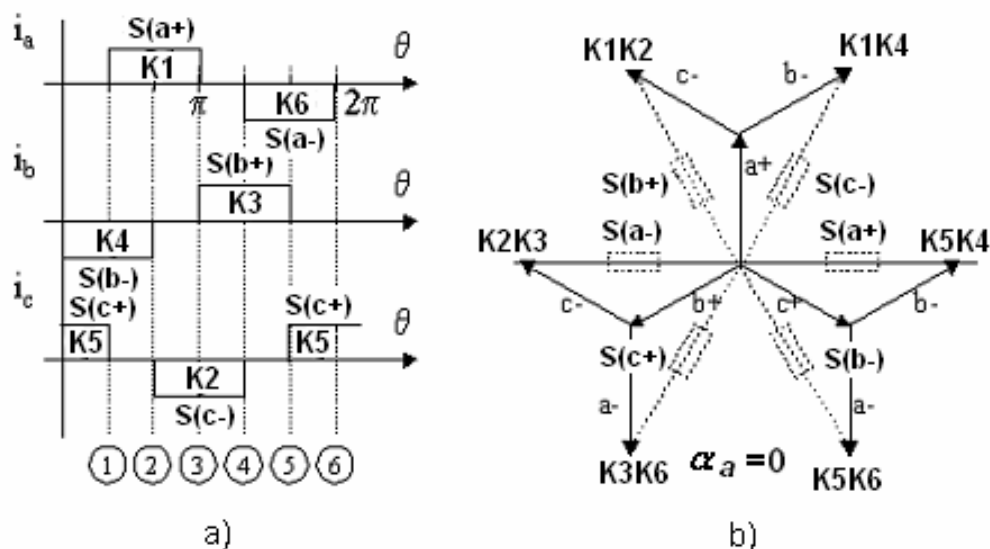 i_a S(a+) θ
K1
π K6 2π
S(a-)
i_b S(b+) θ
K3
K4
S(b-)
i_c S(c+) S(c+) θ
K5 K5
K2
S(c-)
1 2 3 4 5 6
a)
K1K2 K1K4
c- b-
a+
S(b+) S(c-)
S(a-) S(a+)
K2K3 K5K4
c- b+ c+ b-
S(c+) S(b-)
a- a-
K3K6 α_a=0 K5K6
b)